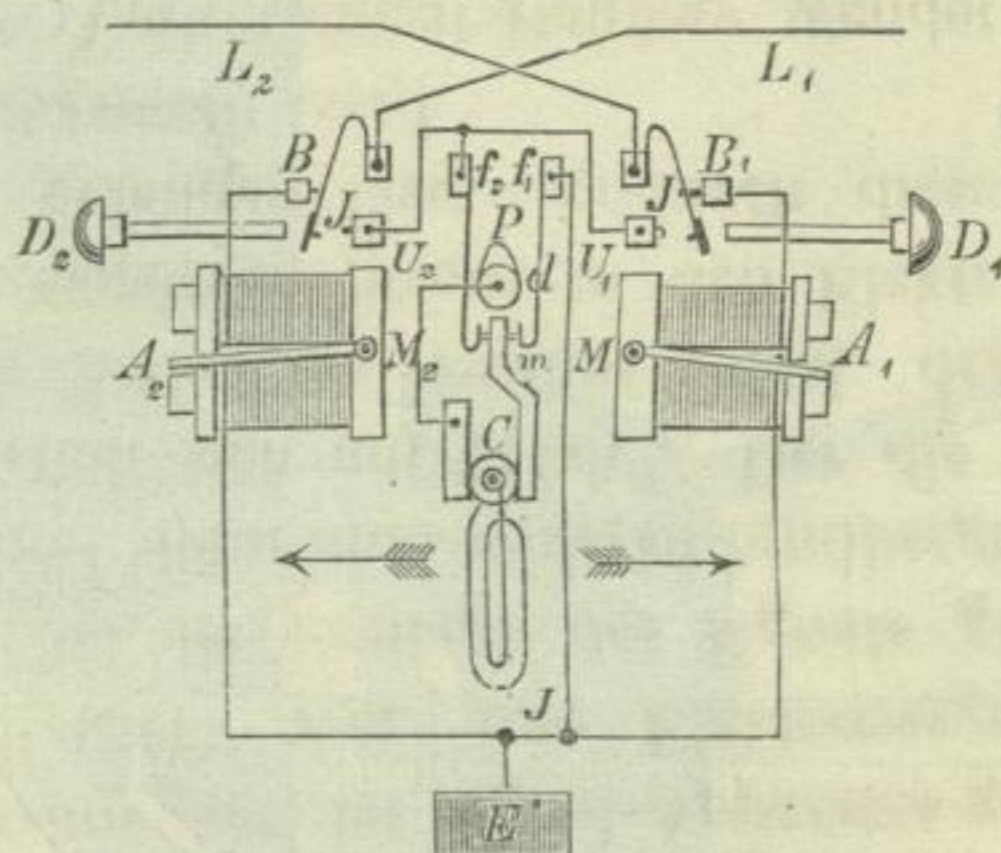 L₂ L₁
B B₁
f₂ f₁
J J
D₂ P D₁
U₂ d U₁
A₂ M₂ m M A₁
C
J
E